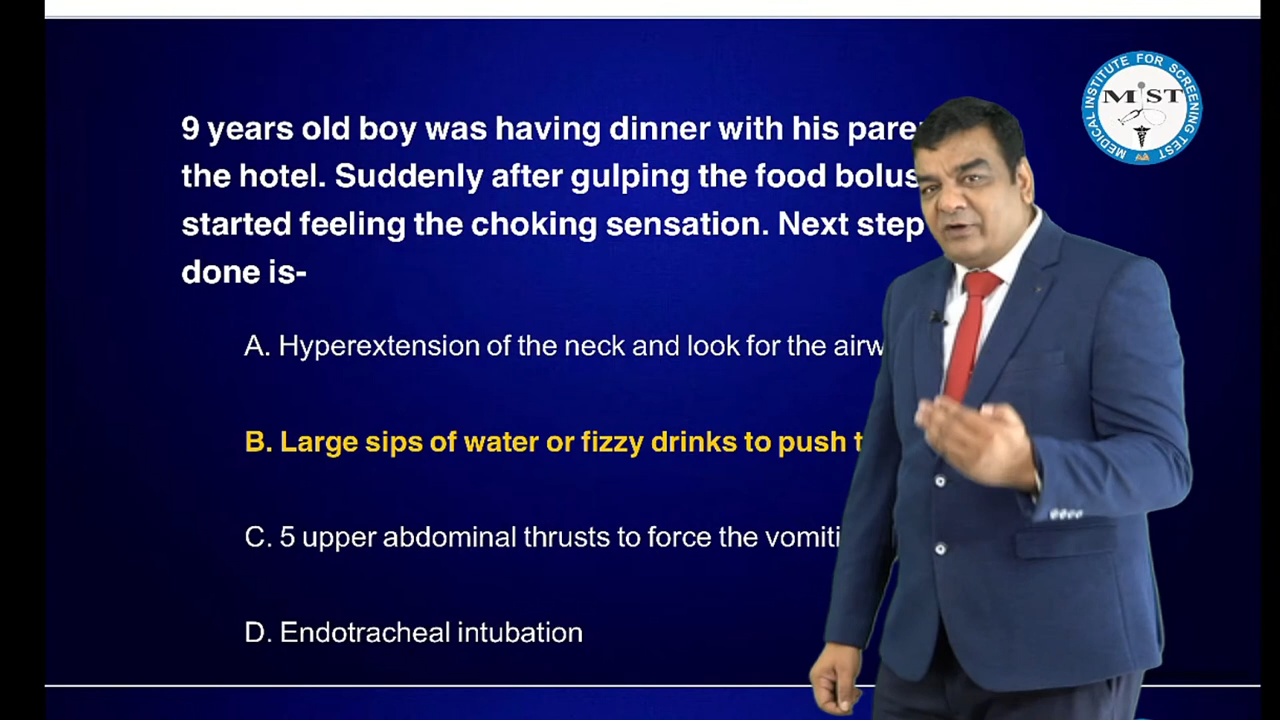 9 years old boy was having dinner with his
the hotel. Suddenly after gulping the food bolus
started feeling the choking sensation. Next step
done is-
A. Hyperextension of the neck and look for the
B. Large sips of water or fizzy drinks to push
C. 5 upper abdominal thrusts to force the
D. Endotracheal intubation
MEDICAL INSTITUTE FOR SCREENING TEST
MIST